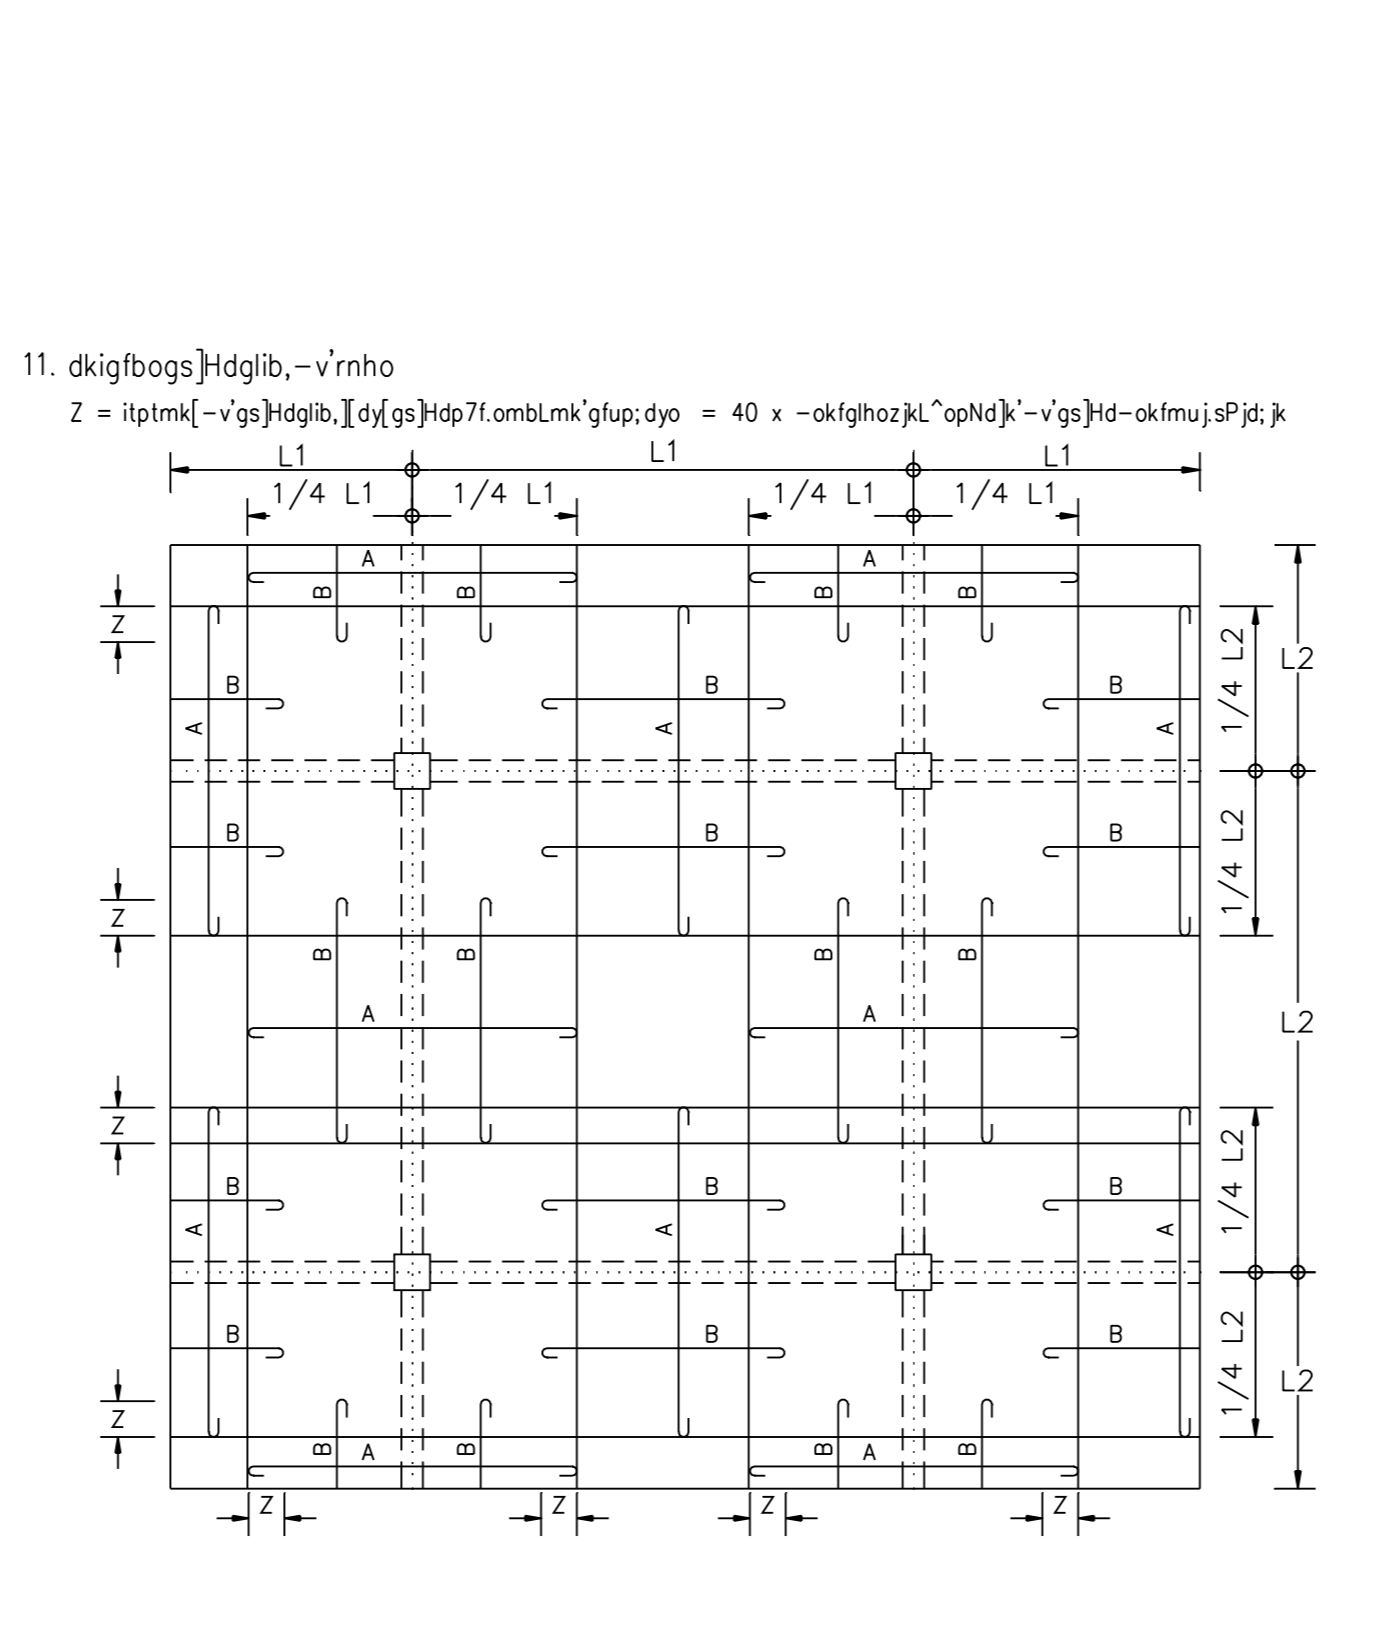 11. dkigfbogs]Hdglib,-v'rnho
Z = itptmk[-v'gs]Hdglib,][dy[gs]Hdp7f.ombLmk'gfup;dyo = 40 x -okfglhozjkL^opNd]k'-v'gs]Hd-okfmuj.sPjd;jk
L1 L1 L1
1/4 L1 1/4 L1 1/4 L1 1/4 L1
A A
B B B B
Z
1/4 L2
L2
B B B
A A A
B B B
1/4 L2
Z
B B B B
A A
L2
Z
1/4 L2
B B B
A A A
B B B
1/4 L2
L2
Z
B A B B A B
Z Z Z Z